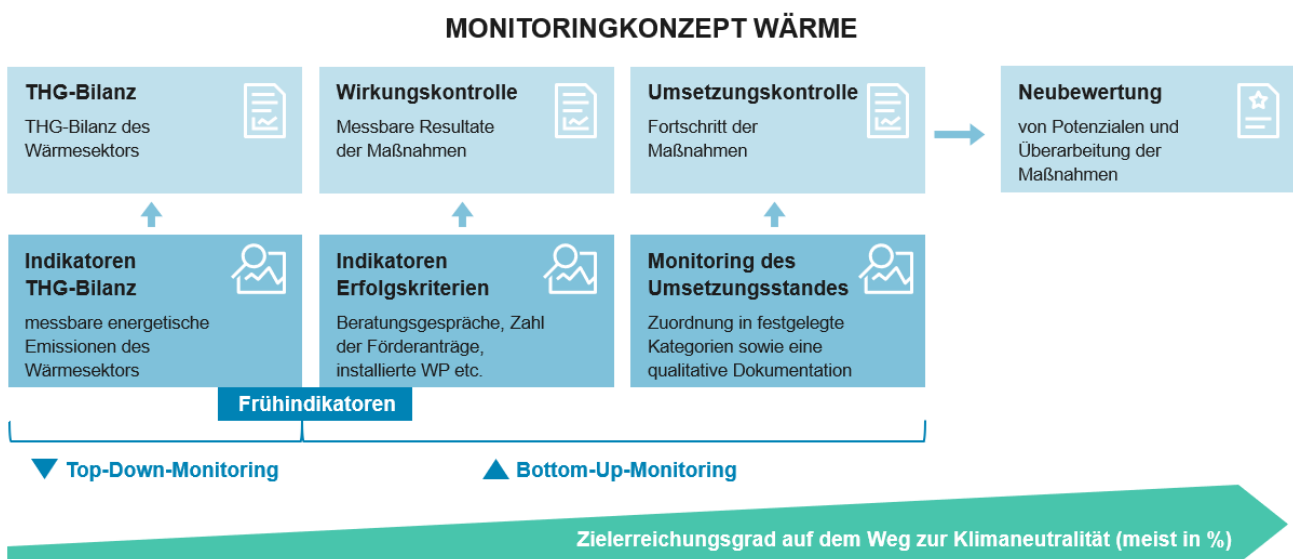 MONITORINGKONZEPT WÄRME
THG-Bilanz
THG-Bilanz des
Wärmesektors
Wirkungskontrolle
Messbare Resultate
der Maßnahmen
Umsetzungskontrolle
Fortschritt der
Maßnahmen
Neubewertung
von Potenzialen und
Überarbeitung der
Maßnahmen
Indikatoren
THG-Bilanz
messbare energetische
Emissionen des
Wärmesektors
Indikatoren
Erfolgskriterien
Beratungsgespräche, Zahl
der Förderanträge,
installierte WP etc.
Monitoring des
Umsetzungsstandes
Zuordnung in festgelegte
Kategorien sowie eine
qualitative Dokumentation
Frühindikatoren
Top-Down-Monitoring
Bottom-Up-Monitoring
Zielerreichungsgrad auf dem Weg zur Klimaneutralität (meist in %)